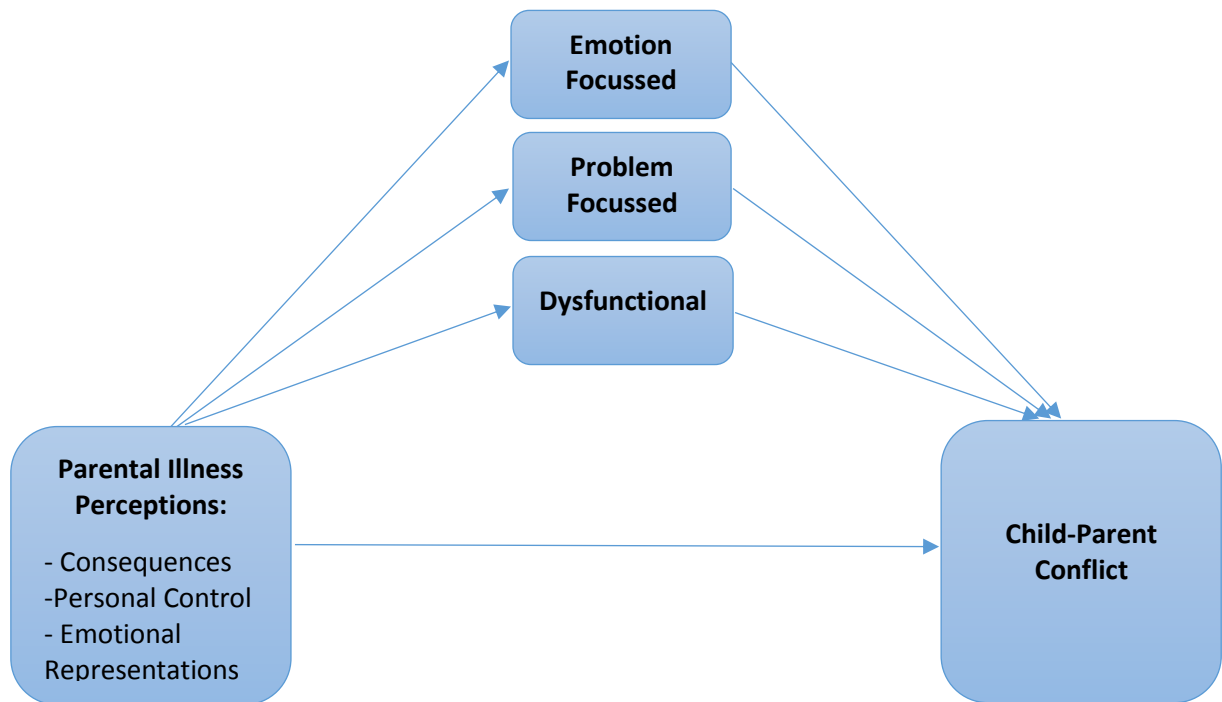 Emotion
Focussed
Problem
Focussed
Dysfunctional
Parental Illness
Perceptions:
- Consequences
-Personal Control
- Emotional
Representations
Child-Parent
Conflict